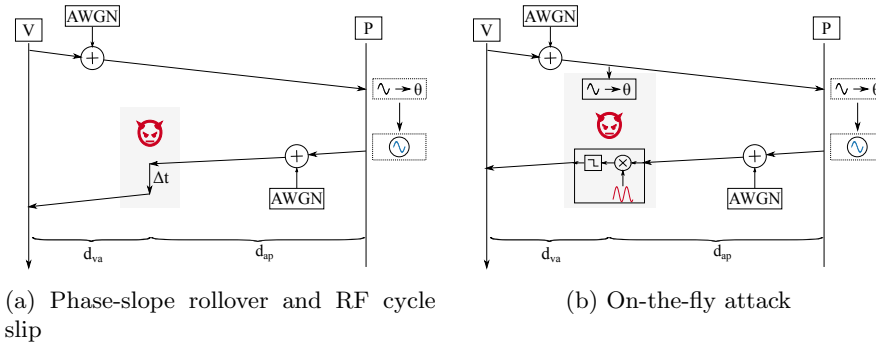 AWGN
V
P
θ
Δt
AWGN
d_va
d_ap
(a) Phase-slope rollover and RF cycle
slip
AWGN
V
P
θ
θ
AWGN
d_va
d_ap
(b) On-the-fly attack